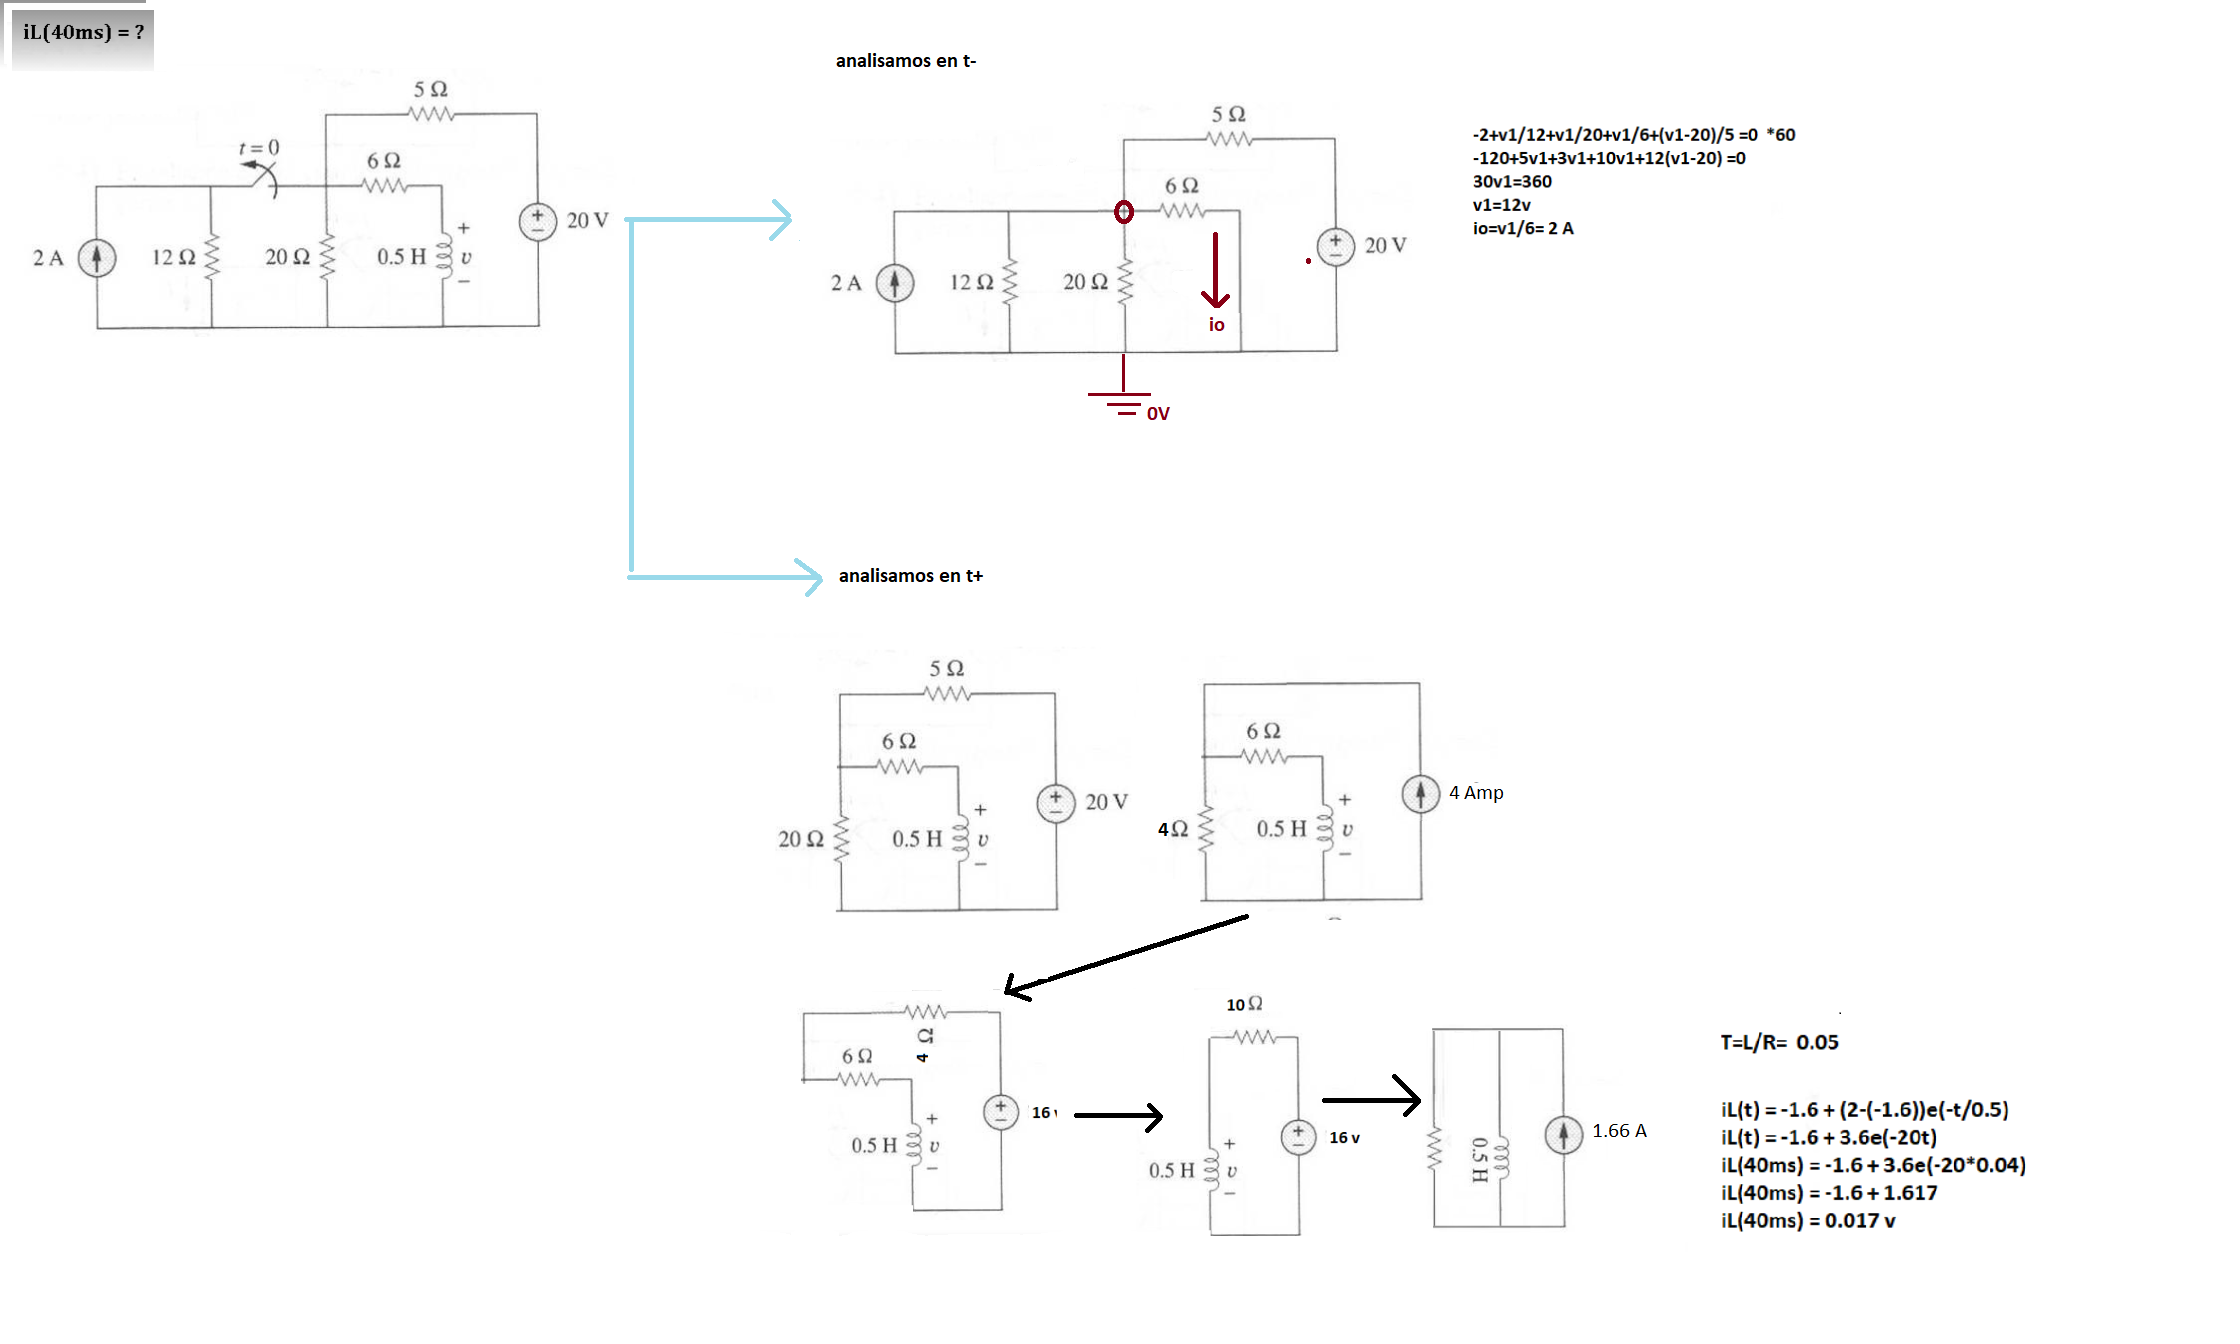 iL(40ms) = ?
analisamos en t-
5 Ω
t = 0
6 Ω
2 A
12 Ω
20 Ω
0.5 H
+
v
−
+
−
20 V
5 Ω
6 Ω
2 A
12 Ω
20 Ω
io
+
−
20 V
0V
-2+v1/12+v1/20+v1/6+(v1-20)/5 =0 *60
-120+5v1+3v1+10v1+12(v1-20) =0
30v1=360
v1=12v
io=v1/6= 2 A
analisamos en t+
5 Ω
6 Ω
20 Ω
0.5 H
+
v
−
+
−
20 V
6 Ω
4Ω
0.5 H
+
v
−
4 Amp
4 Ω
6 Ω
0.5 H
+
v
−
+
−
16 v
10 Ω
0.5 H
+
v
−
+
−
16 v
0.5 H
1.66 A
T=L/R= 0.05
iL(t) = -1.6 + (2-(-1.6))e(-t/0.5)
iL(t) = -1.6 + 3.6e(-20t)
iL(40ms) = -1.6 + 3.6e(-20*0.04)
iL(40ms) = -1.6 + 1.617
iL(40ms) = 0.017 v